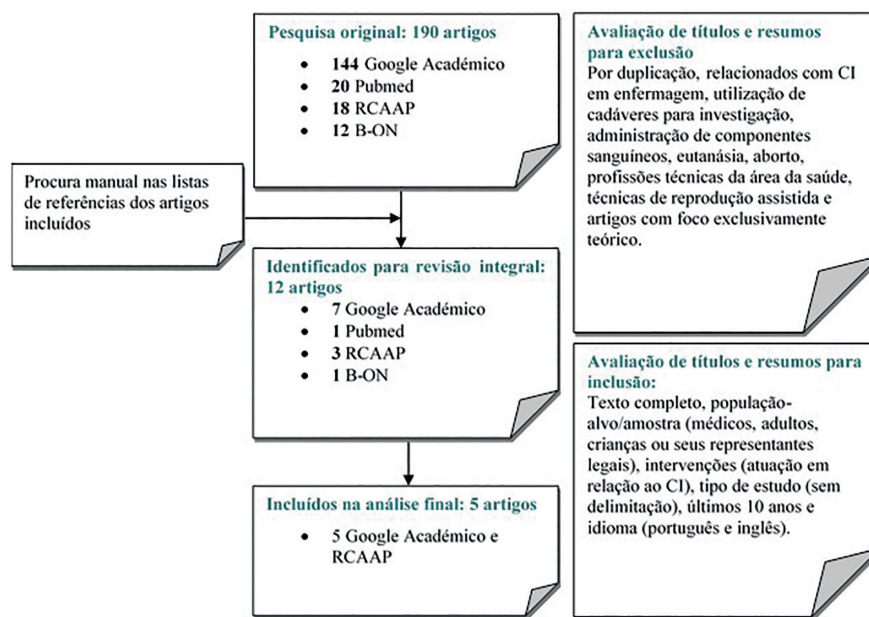 Pesquisa original: 190 artigos
• 144 Google Académico
• 20 Pubmed
• 18 RCAAP
• 12 B-ON
Procura manual nas listas
de referências dos artigos
incluídos
Identificados para revisão integral:
12 artigos
• 7 Google Académico
• 1 Pubmed
• 3 RCAAP
• 1 B-ON
Incluídos na análise final: 5 artigos
• 5 Google Académico e
RCAAP
Avaliação de títulos e resumos
para exclusão
Por duplicação, relacionados com CI
em enfermagem, utilização de
cadáveres para investigação,
administração de componentes
sanguíneos, eutanásia, aborto,
profissões técnicas da área da saúde,
técnicas de reprodução assistida e
artigos com foco exclusivamente
teórico.
Avaliação de títulos e resumos para
inclusão:
Texto completo, população-
alvo/amostra (médicos, adultos,
crianças ou seus representantes
legais), intervenções (atuação em
relação ao CI), tipo de estudo (sem
delimitação), últimos 10 anos e
idioma (português e inglês).